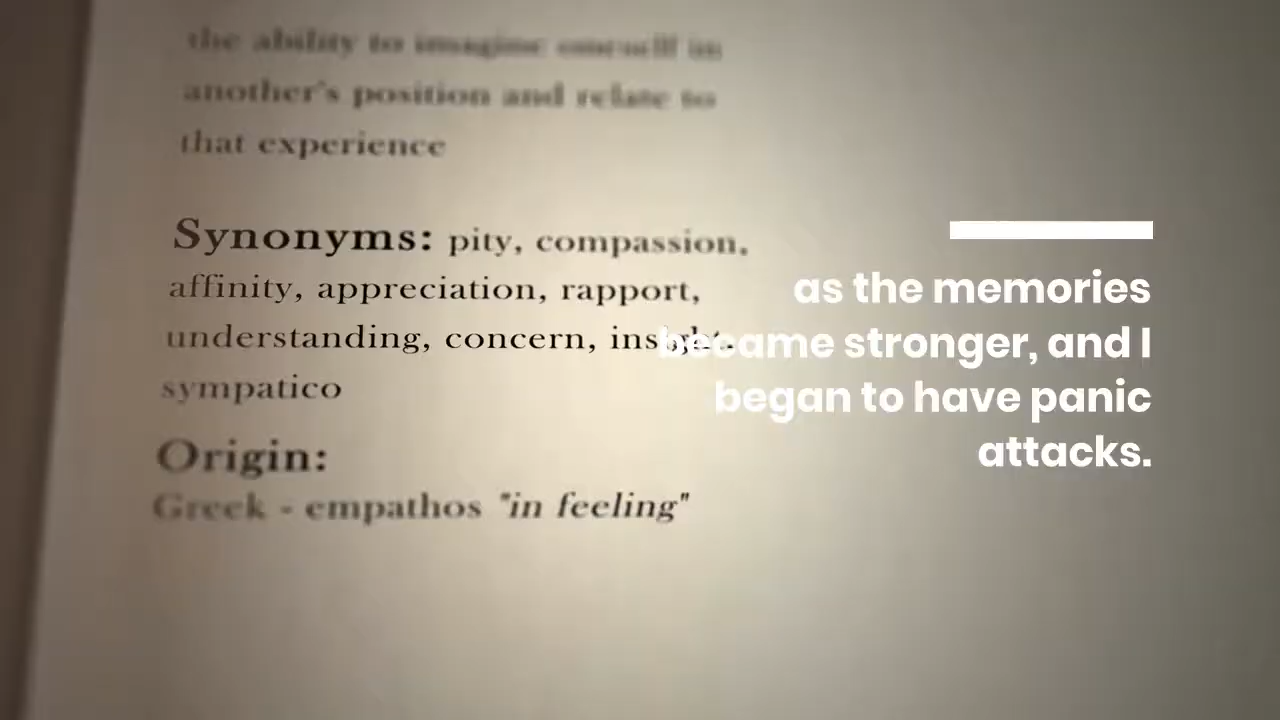 the ability to imagine oneself in
another's position and relate to
that experience
Synonyms: pity, compassion,
affinity, appreciation, rapport,
understanding, concern, insight,
sympatico
Origin:
Greek - empathos "in feeling"
as the memories
became stronger, and I
began to have panic
attacks.